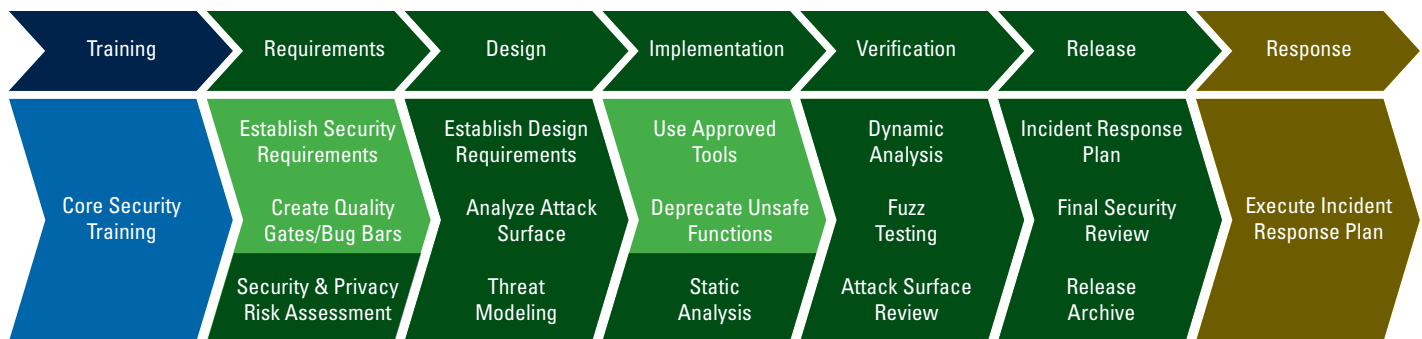 Training
Requirements
Design
Implementation
Verification
Release
Response
Core Security
Training
Establish Security
Requirements
Create Quality
Gates/Bug Bars
Security & Privacy
Risk Assessment
Establish Design
Requirements
Analyze Attack
Surface
Threat
Modeling
Use Approved
Tools
Deprecate Unsafe
Functions
Static
Analysis
Dynamic
Analysis
Fuzz
Testing
Attack Surface
Review
Incident Response
Plan
Final Security
Review
Release
Archive
Execute Incident
Response Plan